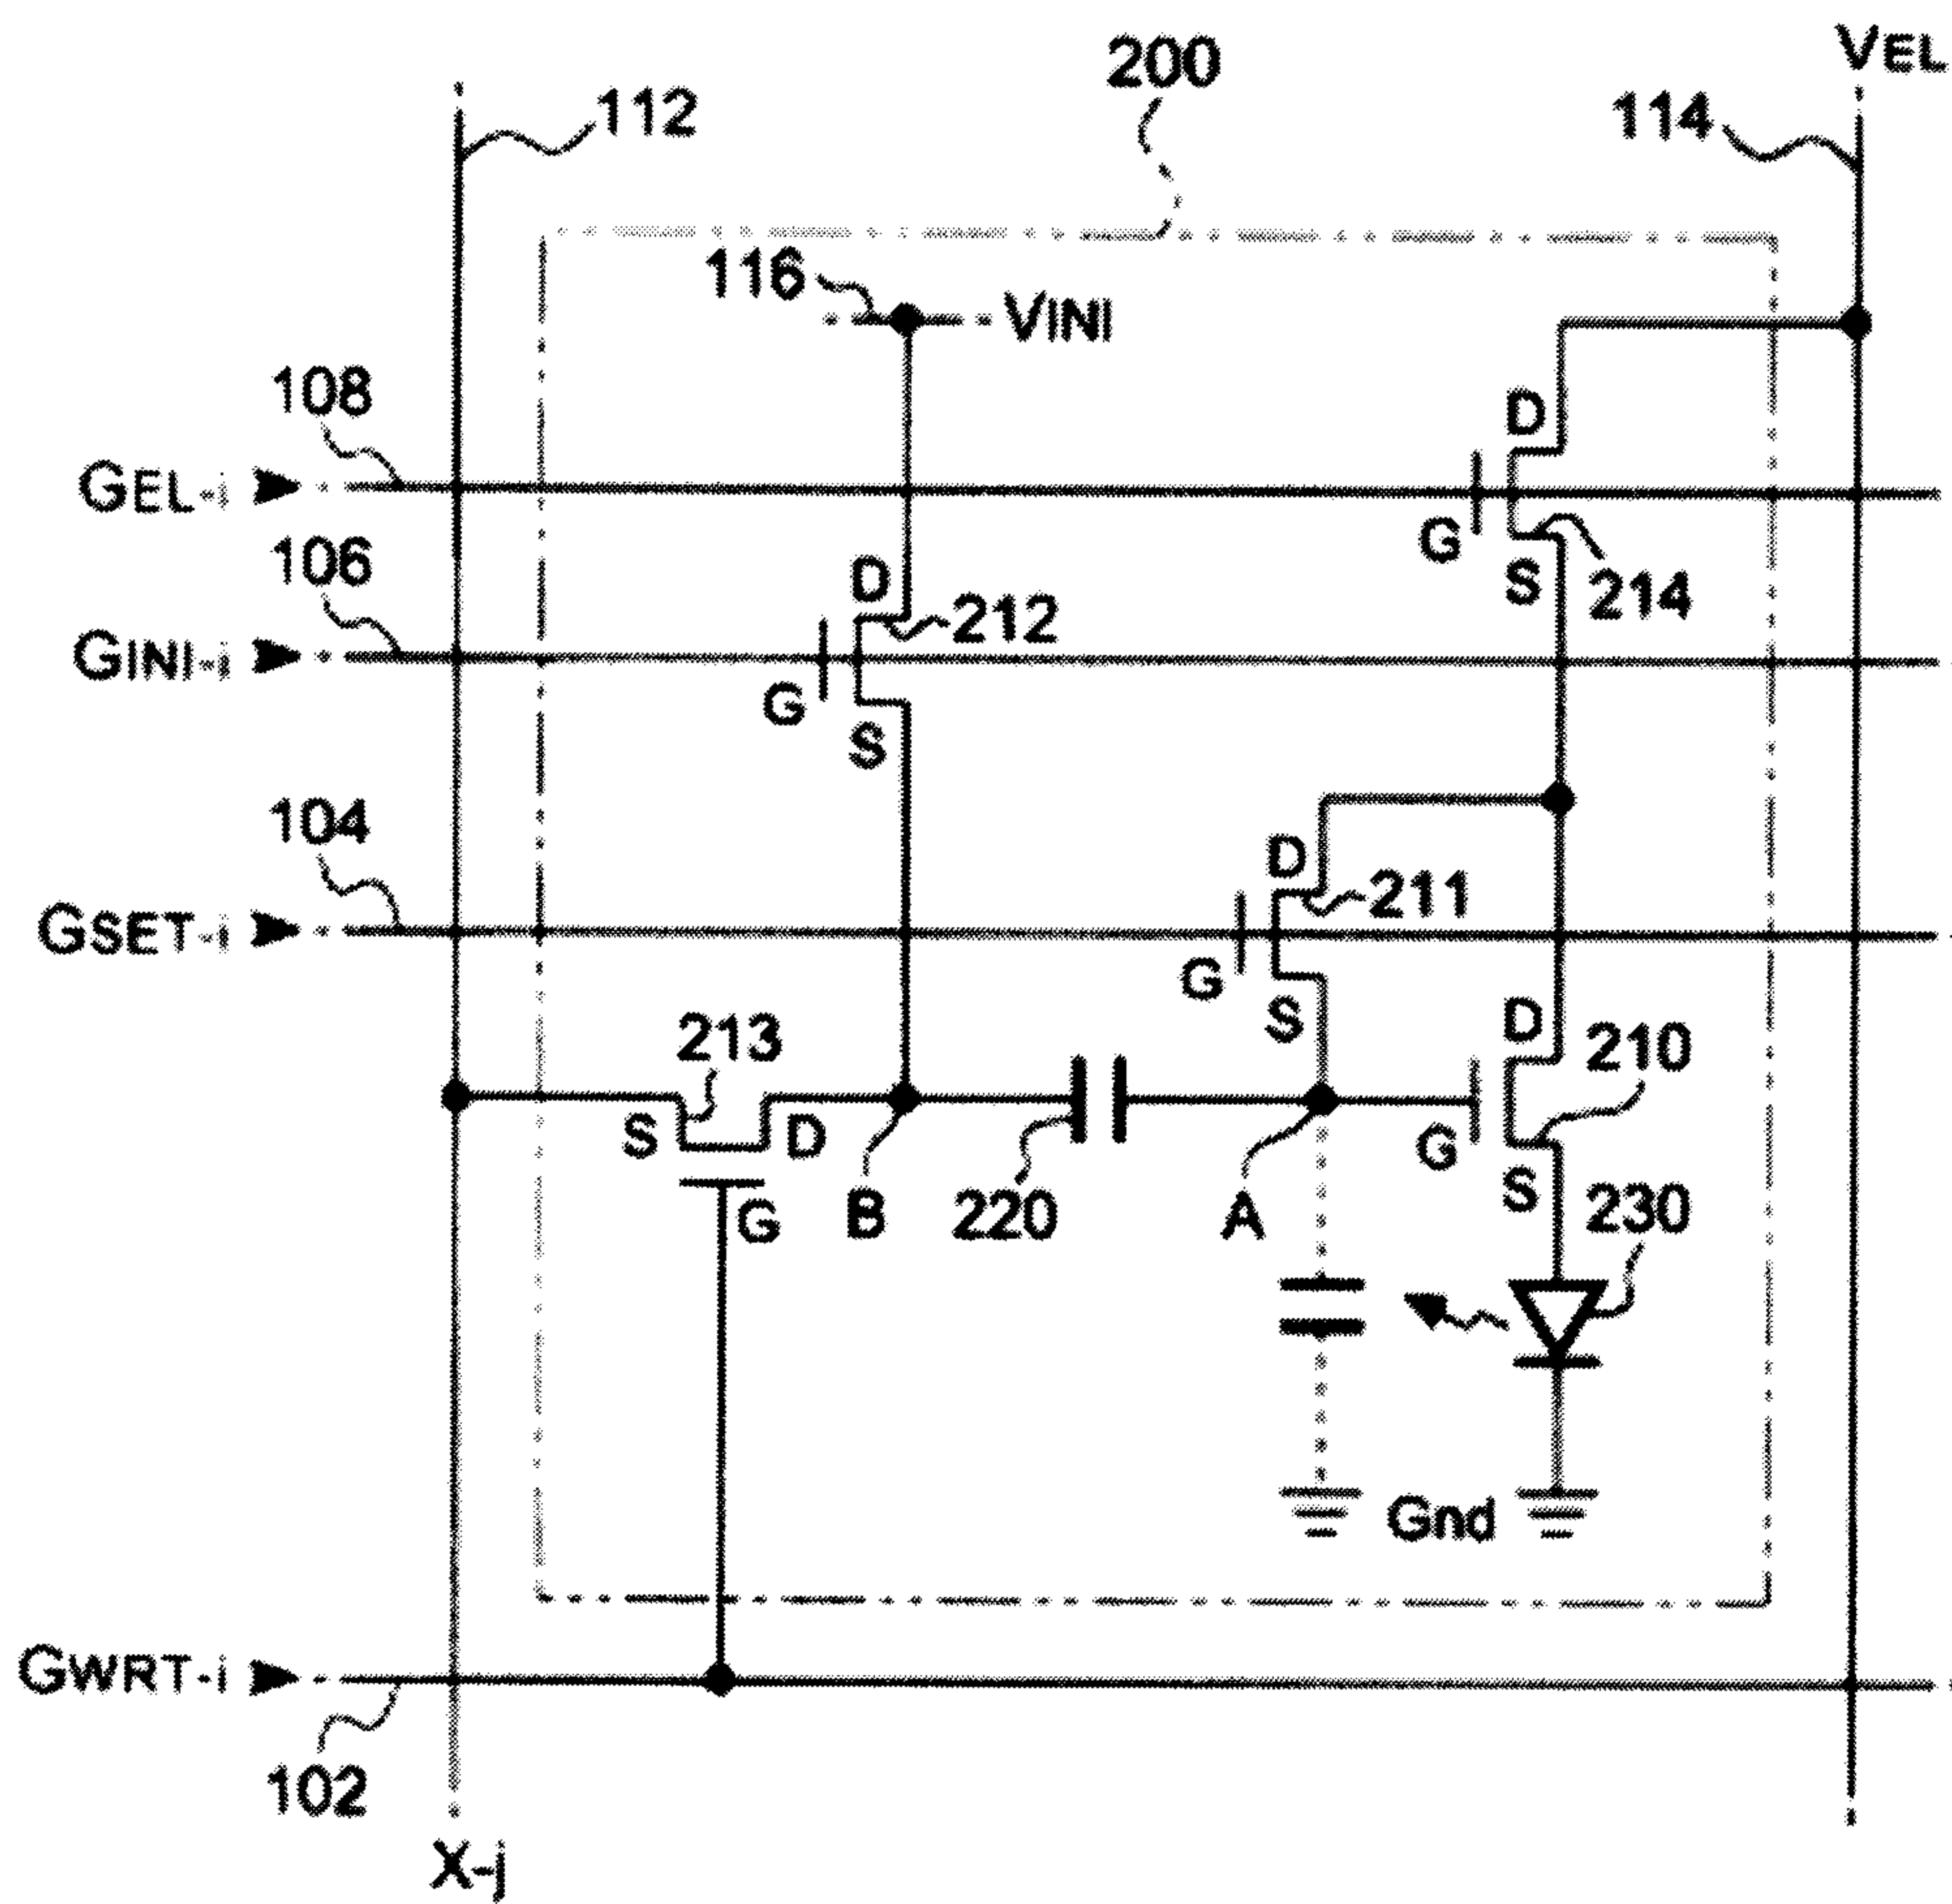 200
VEL
112
114
116
VINI
108
D
GEL-i
G
106
D
S
214
212
GINI-i
G
S
104
D
211
GSET-i
G
S
D
213
210
S
D
G
G
B
220
A
S
230
Gnd
GWRT-i
102
X-j